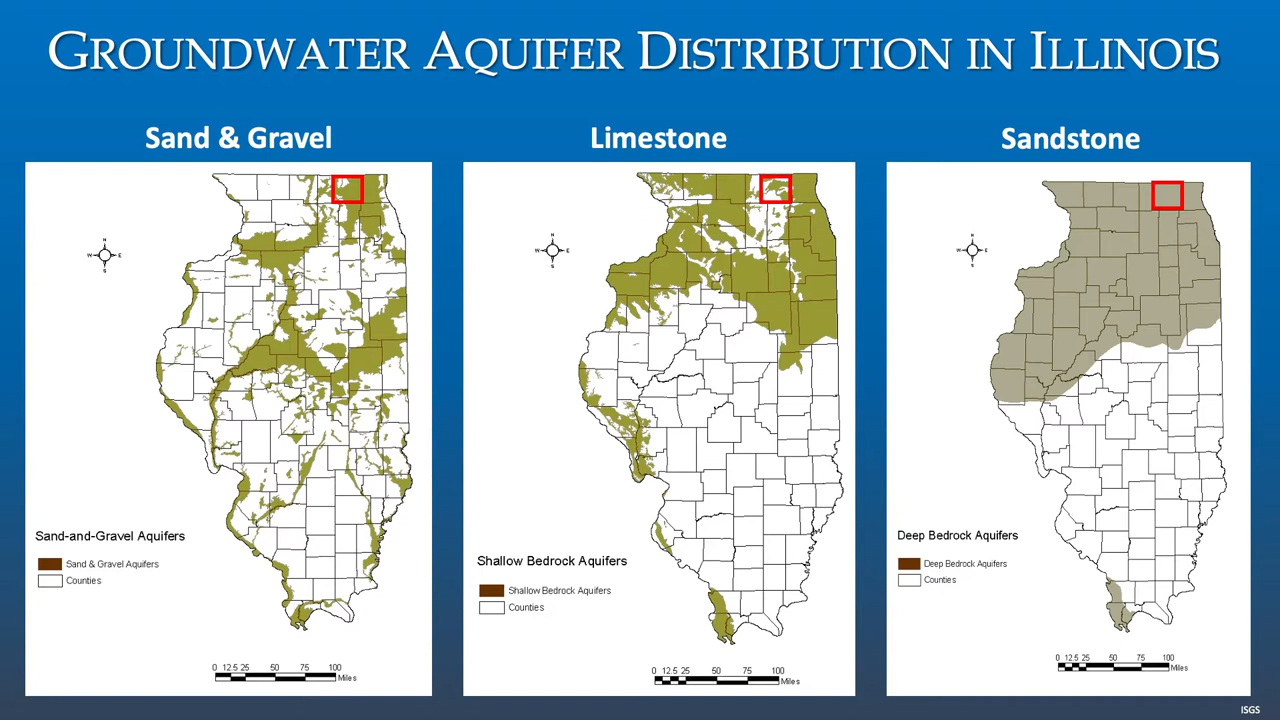 GROUNDWATER AQUIFER DISTRIBUTION IN ILLINOIS
Sand & Gravel
N
W E
S
Sand-and-Gravel Aquifers
Sand & Gravel Aquifers
Counties
0 12.5 25 50 75 100
Miles
Limestone
N
W E
S
Shallow Bedrock Aquifers
Shallow Bedrock Aquifers
Counties
0 12.5 25 50 75 100
Miles
Sandstone
N
W E
S
Deep Bedrock Aquifers
Deep Bedrock Aquifers
Counties
0 12.5 25 50 75 100
Miles
ISGS